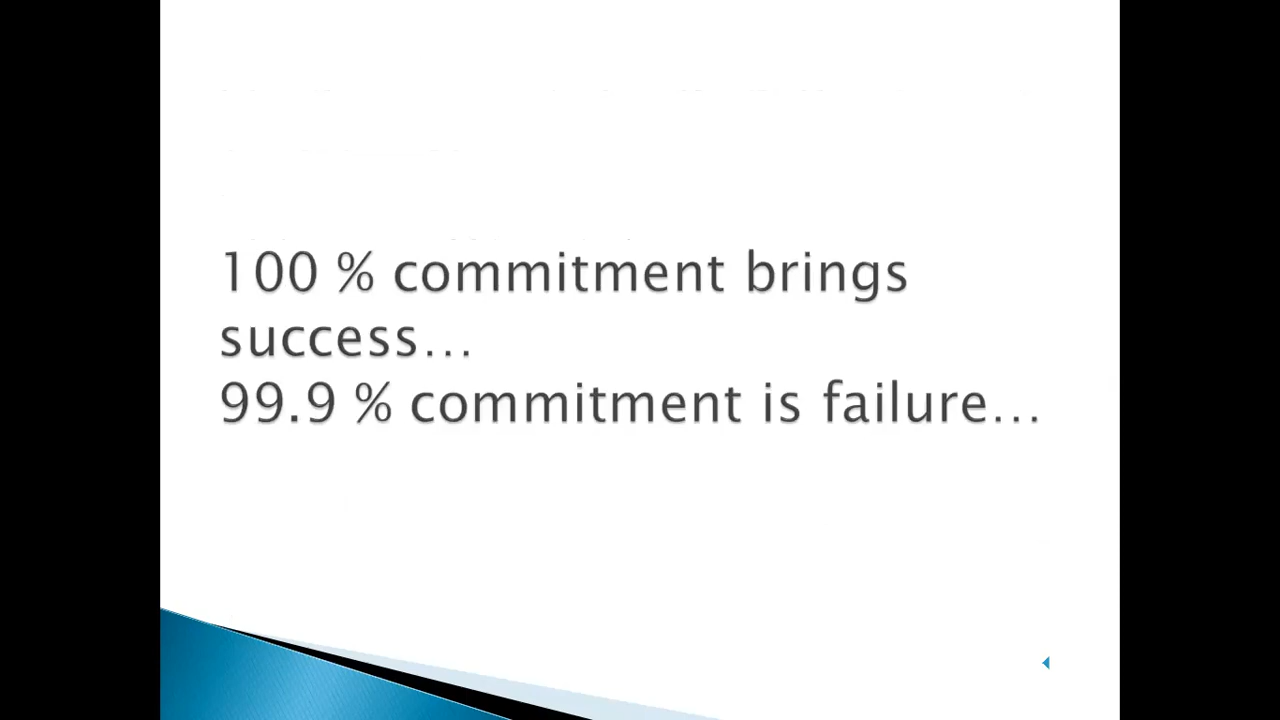 100 % commitment brings
success…
99.9 % commitment is failure…